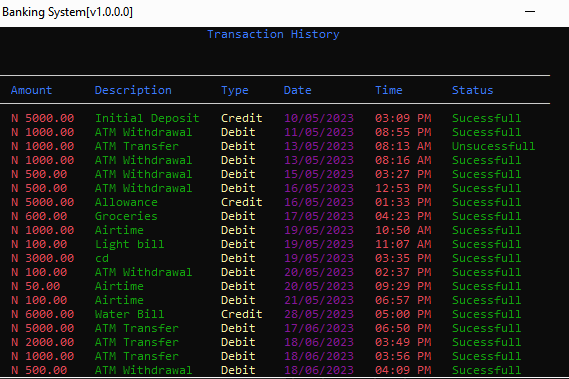 Banking System[v1.0.0.0]
Transaction History
Amount Description Type Date Time Status
N 5000.00 Initial Deposit Credit 10/05/2023 03:09 PM Sucessfull
N 1000.00 ATM Withdrawal Debit 11/05/2023 08:55 PM Sucessfull
N 1000.00 ATM Transfer Debit 13/05/2023 08:13 AM Unsucessfull
N 1000.00 ATM Withdrawal Debit 13/05/2023 08:16 AM Sucessfull
N 500.00 ATM Withdrawal Debit 15/05/2023 03:27 PM Sucessfull
N 500.00 ATM Withdrawal Debit 16/05/2023 12:53 PM Sucessfull
N 5000.00 Allowance Credit 16/05/2023 01:33 PM Sucessfull
N 600.00 Groceries Debit 17/05/2023 04:23 PM Sucessfull
N 1000.00 Airtime Debit 19/05/2023 10:50 AM Sucessfull
N 100.00 Light bill Debit 19/05/2023 11:07 AM Sucessfull
N 3000.00 cd Debit 19/05/2023 03:35 PM Sucessfull
N 100.00 ATM Withdrawal Debit 20/05/2023 02:37 PM Sucessfull
N 50.00 Airtime Debit 20/05/2023 09:29 PM Sucessfull
N 100.00 Airtime Debit 21/05/2023 06:57 PM Sucessfull
N 6000.00 Water Bill Credit 28/05/2023 05:00 PM Sucessfull
N 5000.00 ATM Transfer Debit 17/06/2023 06:50 PM Sucessfull
N 2000.00 ATM Transfer Debit 18/06/2023 03:49 PM Sucessfull
N 1000.00 ATM Transfer Debit 18/06/2023 03:56 PM Sucessfull
N 500.00 ATM Withdrawal Debit 18/06/2023 04:09 PM Sucessfull